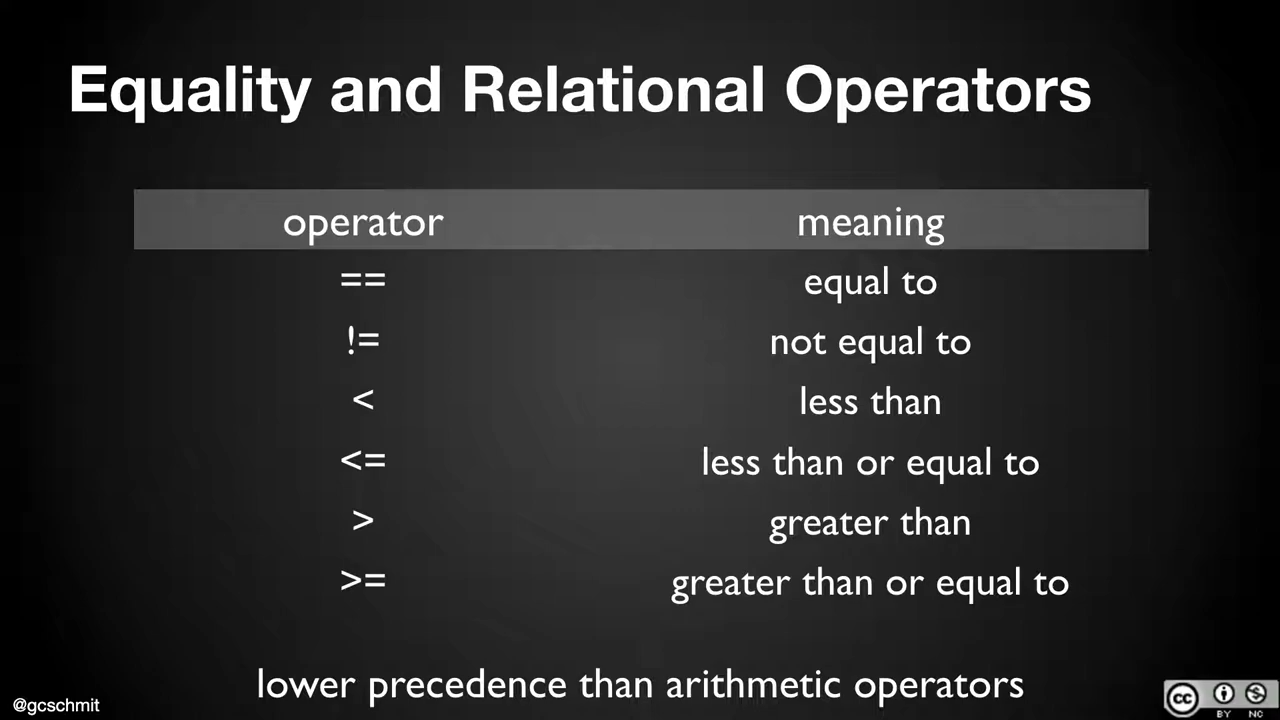 Equality and Relational Operators
operator meaning
== equal to
!= not equal to
< less than
<= less than or equal to
> greater than
>= greater than or equal to
lower precedence than arithmetic operators
@gcschmit
cc
BY NC